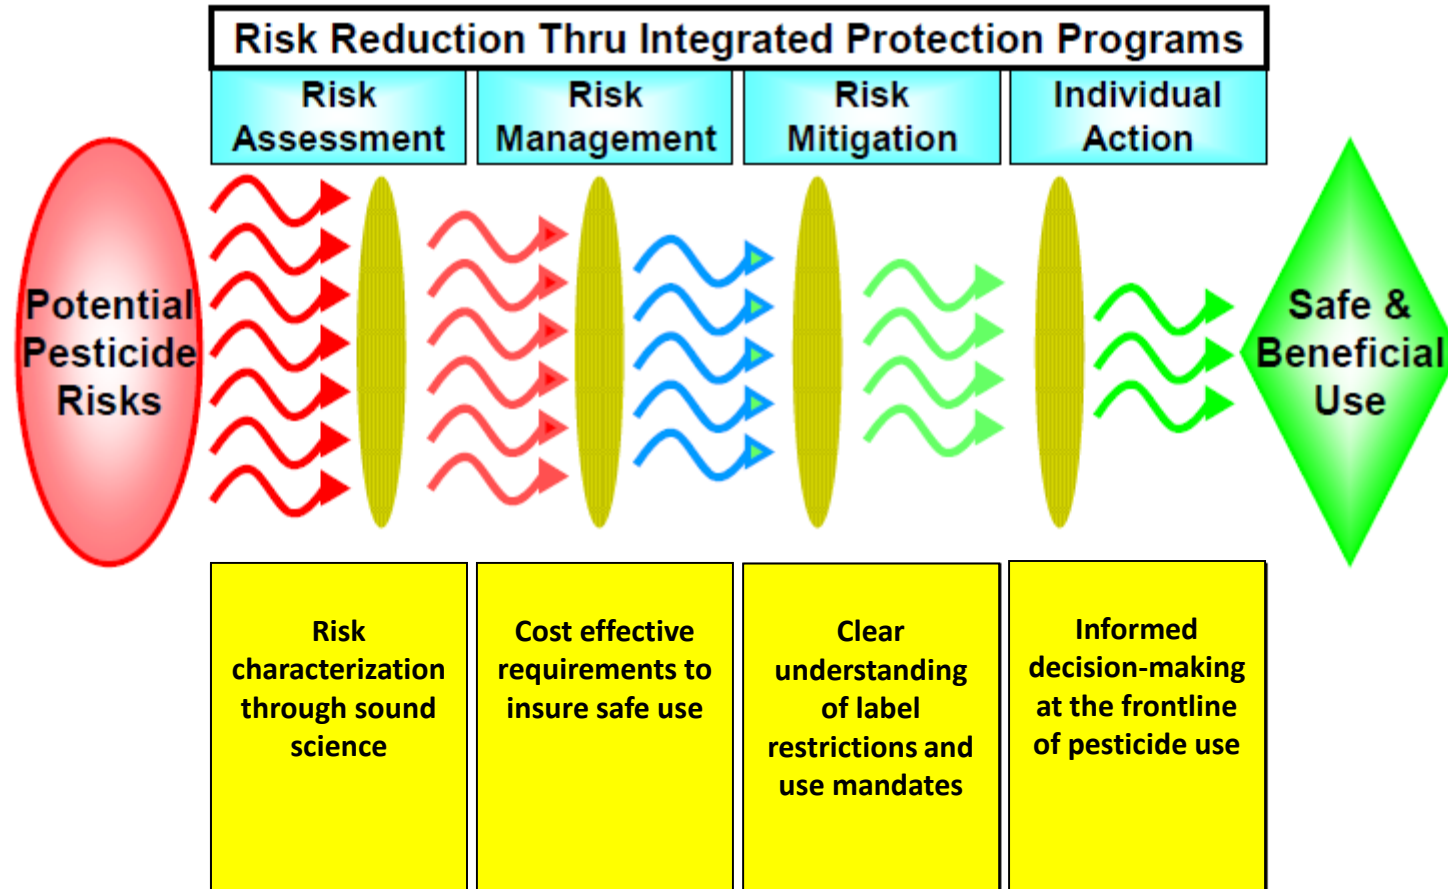 Risk Reduction Thru Integrated Protection Programs
Risk
Assessment
Risk
Management
Risk
Mitigation
Individual
Action
Potential
Pesticide
Risks
Safe &
Beneficial
Use
Risk
characterization
through sound
science
Cost effective
requirements to
insure safe use
Clear
understanding
of label
restrictions and
use mandates
Informed
decision-making
at the frontline
of pesticide use